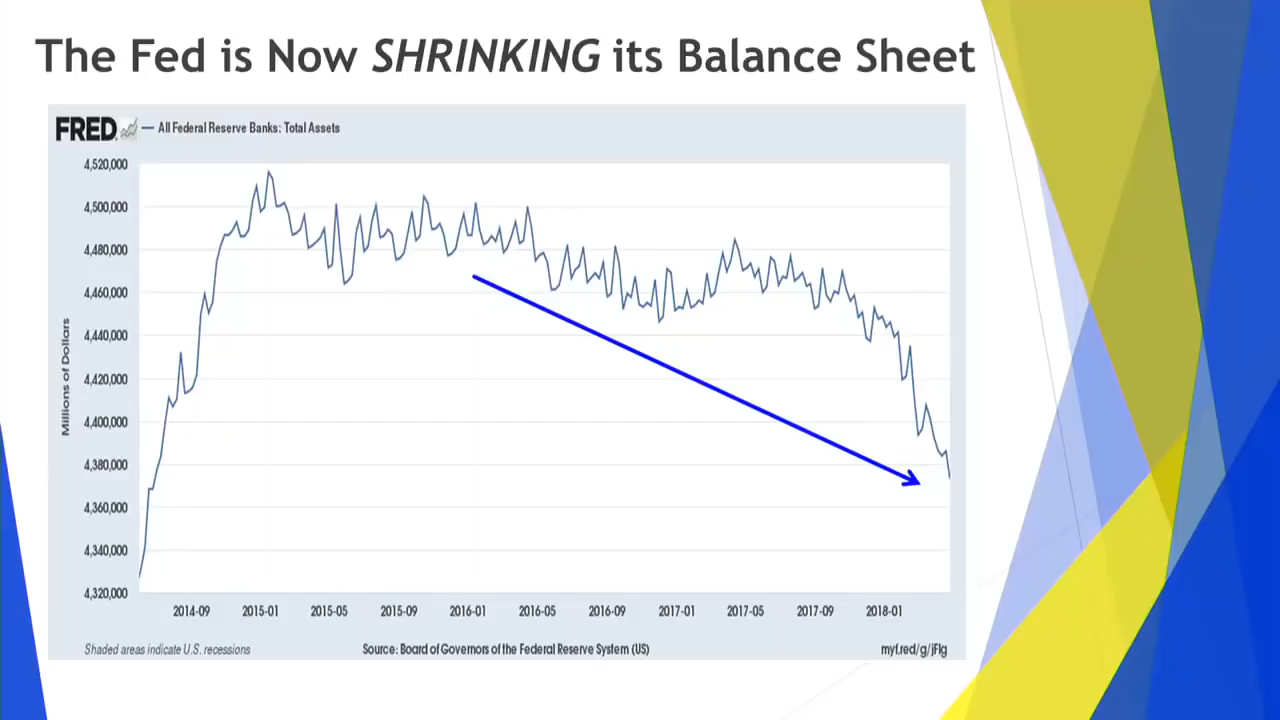 The Fed is Now SHRINKING its Balance Sheet
FRED — All Federal Reserve Banks: Total Assets
4,520,000
4,500,000
4,480,000
4,460,000
4,440,000
4,420,000
4,400,000
4,380,000
4,360,000
4,340,000
4,320,000
Millions of Dollars
2014-09 2015-01 2015-05 2015-09 2016-01 2016-05 2016-09 2017-01 2017-05 2017-09 2018-01
Shaded areas indicate U.S. recessions Source: Board of Governors of the Federal Reserve System (US) myf.red/g/jFIg